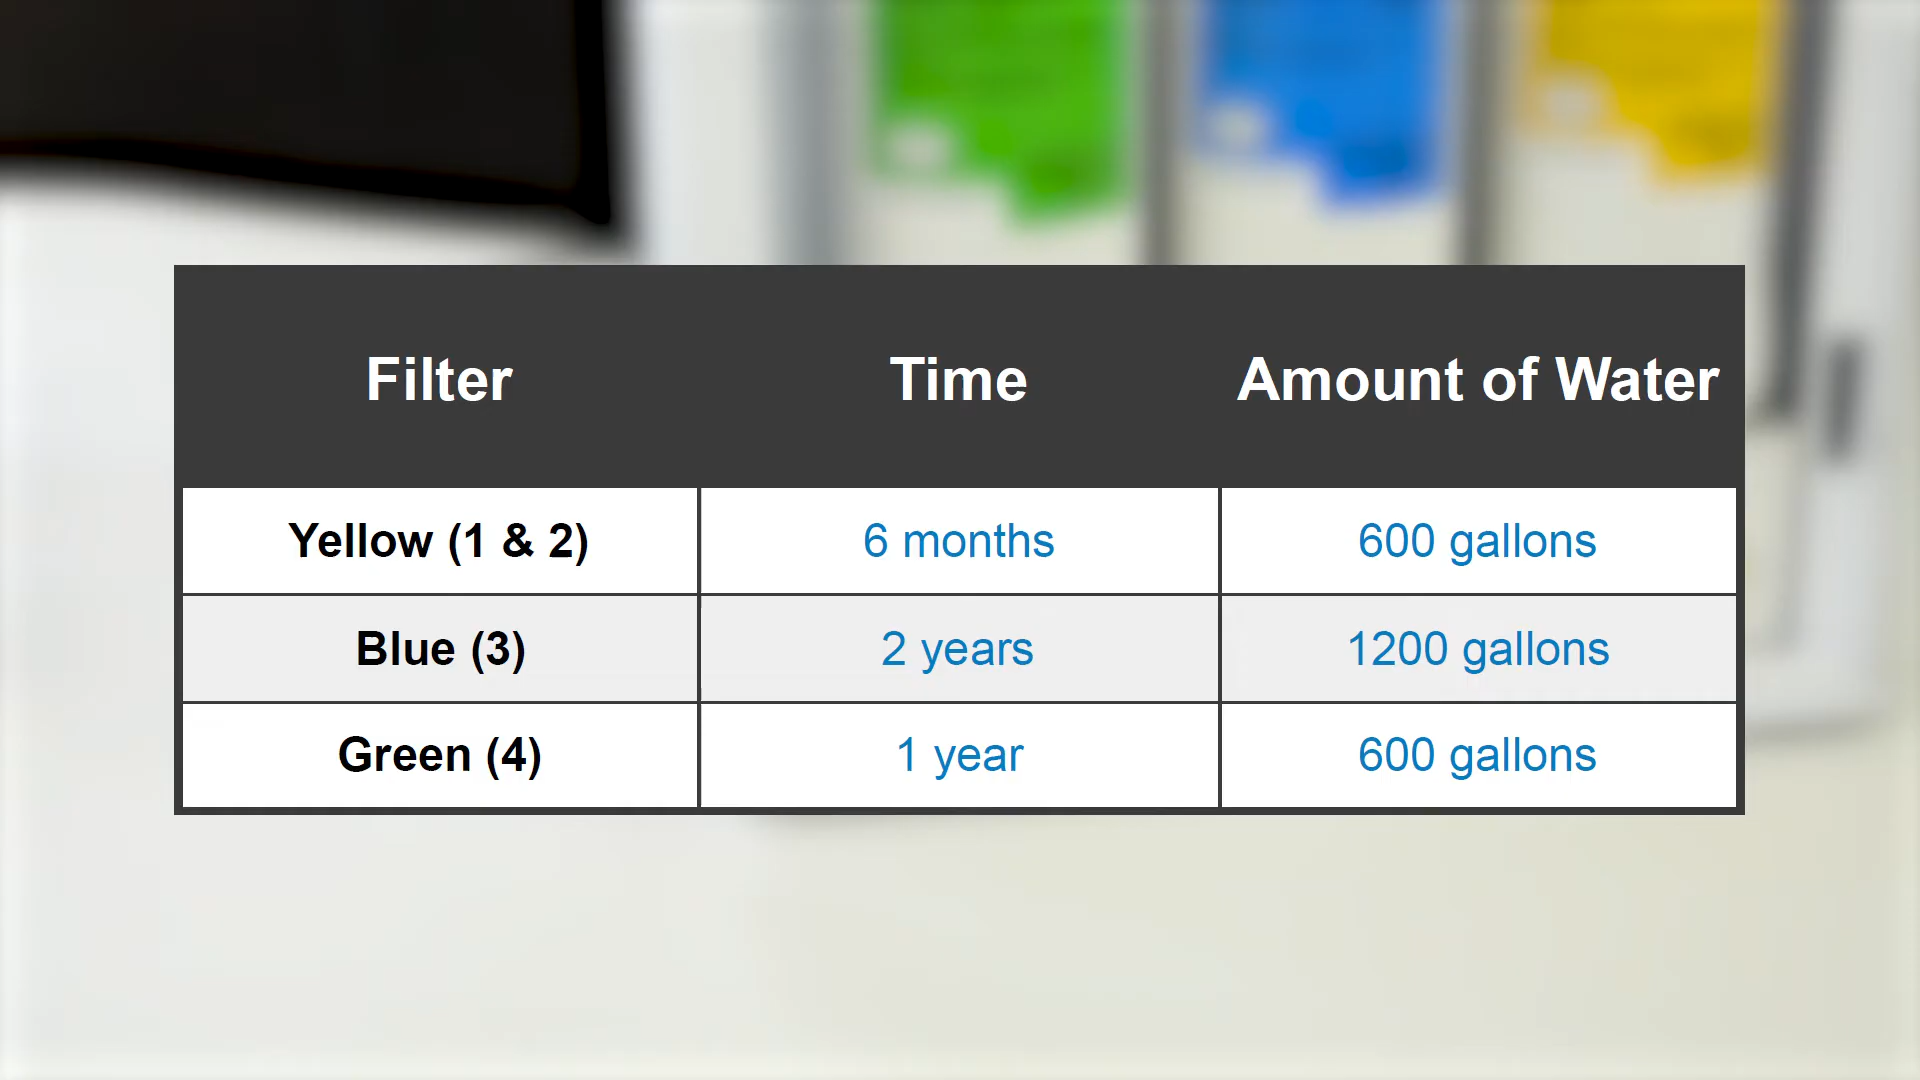 Filter Time Amount of Water
Yellow (1 & 2) 6 months 600 gallons
Blue (3) 2 years 1200 gallons
Green (4) 1 year 600 gallons